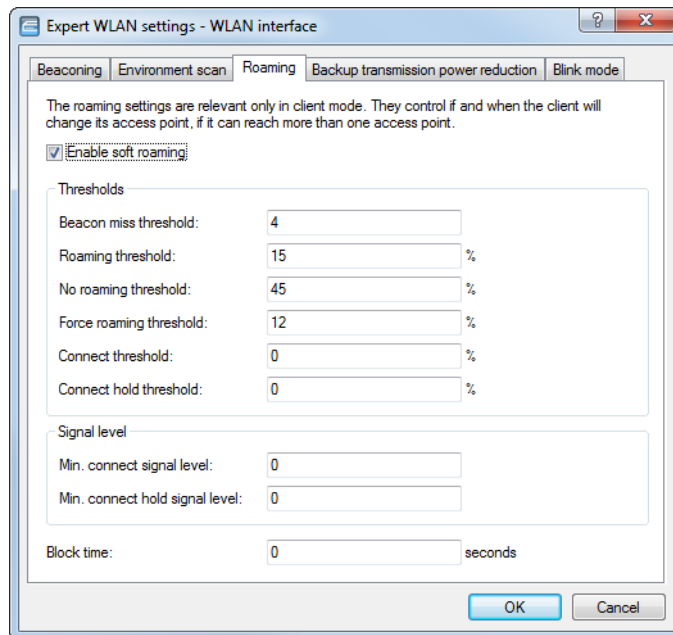 Expert WLAN settings - WLAN interface
?
X
Beaconing Environment scan Roaming Backup transmission power reduction Blink mode
The roaming settings are relevant only in client mode. They control if and when the client will
change its access point, if it can reach more than one access point.
Enable soft roaming
Thresholds
Beacon miss threshold: 4
Roaming threshold: 15 %
No roaming threshold: 45 %
Force roaming threshold: 12 %
Connect threshold: 0 %
Connect hold threshold: 0 %
Signal level
Min. connect signal level: 0
Min. connect hold signal level: 0
Block time: 0 seconds
OK Cancel